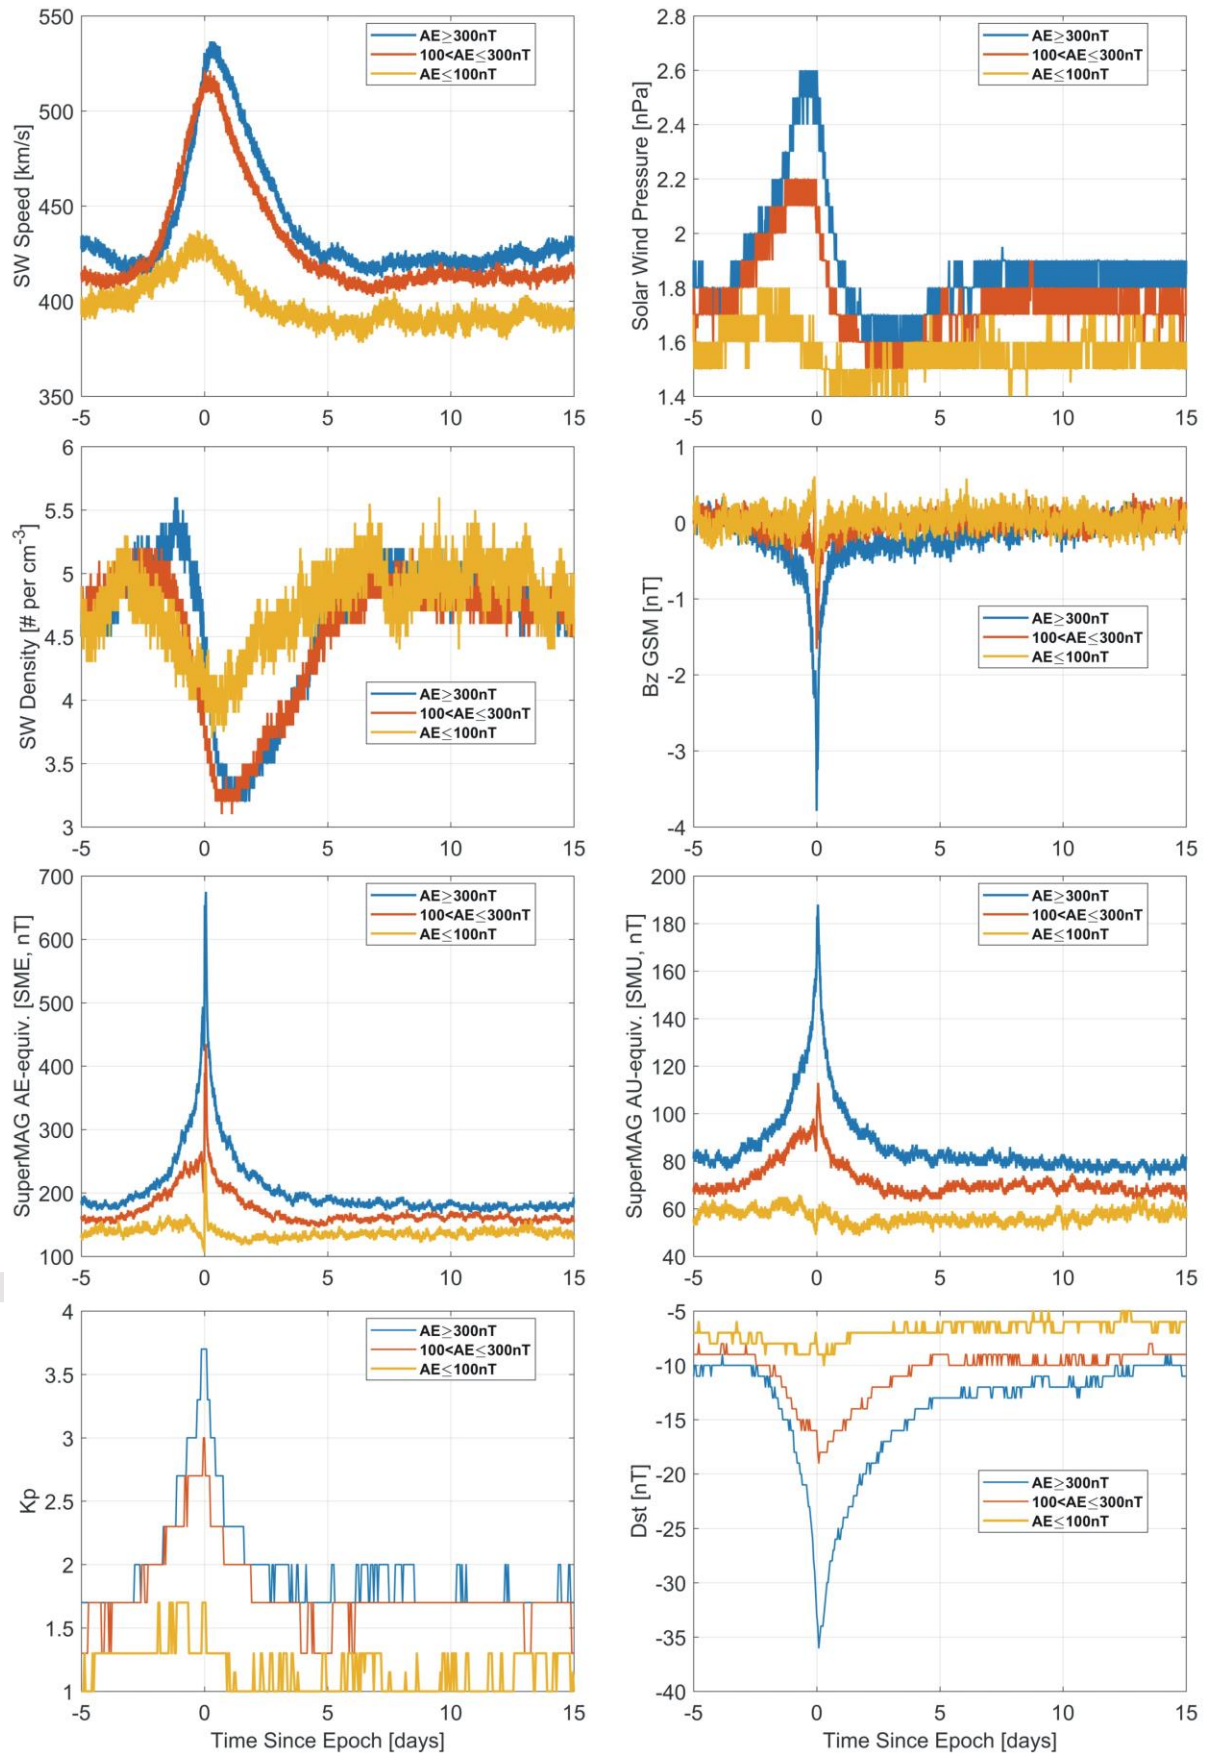 550
500
450
400
350
SW Speed [km/s]
AE≥300nT
100<AE≤300nT
AE≤100nT
-5 0 5 10 15
2.8
2.6
2.4
2.2
2
1.8
1.6
1.4
Solar Wind Pressure [nPa]
AE≥300nT
100<AE≤300nT
AE≤100nT
-5 0 5 10 15
6
5.5
5
4.5
4
3.5
3
SW Density [# per cm-3]
AE≥300nT
100<AE≤300nT
AE≤100nT
-5 0 5 10 15
1
0
-1
-2
-3
-4
Bz GSM [nT]
AE≥300nT
100<AE≤300nT
AE≤100nT
-5 0 5 10 15
700
600
500
400
300
200
100
SuperMAG AE-equiv. [SME, nT]
AE≥300nT
100<AE≤300nT
AE≤100nT
-5 0 5 10 15
200
180
160
140
120
100
80
60
40
SuperMAG AU-equiv. [SMU, nT]
AE≥300nT
100<AE≤300nT
AE≤100nT
-5 0 5 10 15
4
3.5
3
2.5
2
1.5
1
Kp
AE≥300nT
100<AE≤300nT
AE≤100nT
-5 0 5 10 15
Time Since Epoch [days]
-5
-10
-15
-20
-25
-30
-35
-40
Dst [nT]
AE≥300nT
100<AE≤300nT
AE≤100nT
-5 0 5 10 15
Time Since Epoch [days]